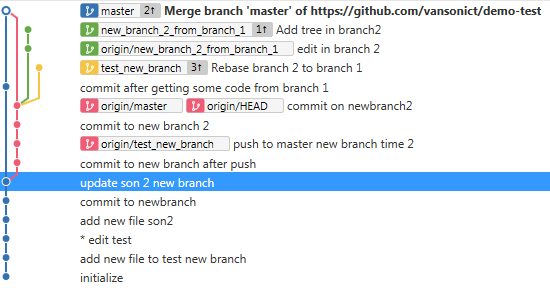 master 2↑ Merge branch 'master' of https://github.com/vansonict/demo-test
new_branch_2_from_branch_1 1↑ Add tree in branch2
origin/new_branch_2_from_branch_1 edit in branch 2
test_new_branch 3↑ Rebase branch 2 to branch 1
commit after getting some code from branch 1
origin/master origin/HEAD commit on newbranch2
commit to new branch 2
origin/test_new_branch push to master new branch time 2
commit to new branch after push
update son 2 new branch
commit to newbranch
add new file son2
* edit test
add new file to test new branch
initialize